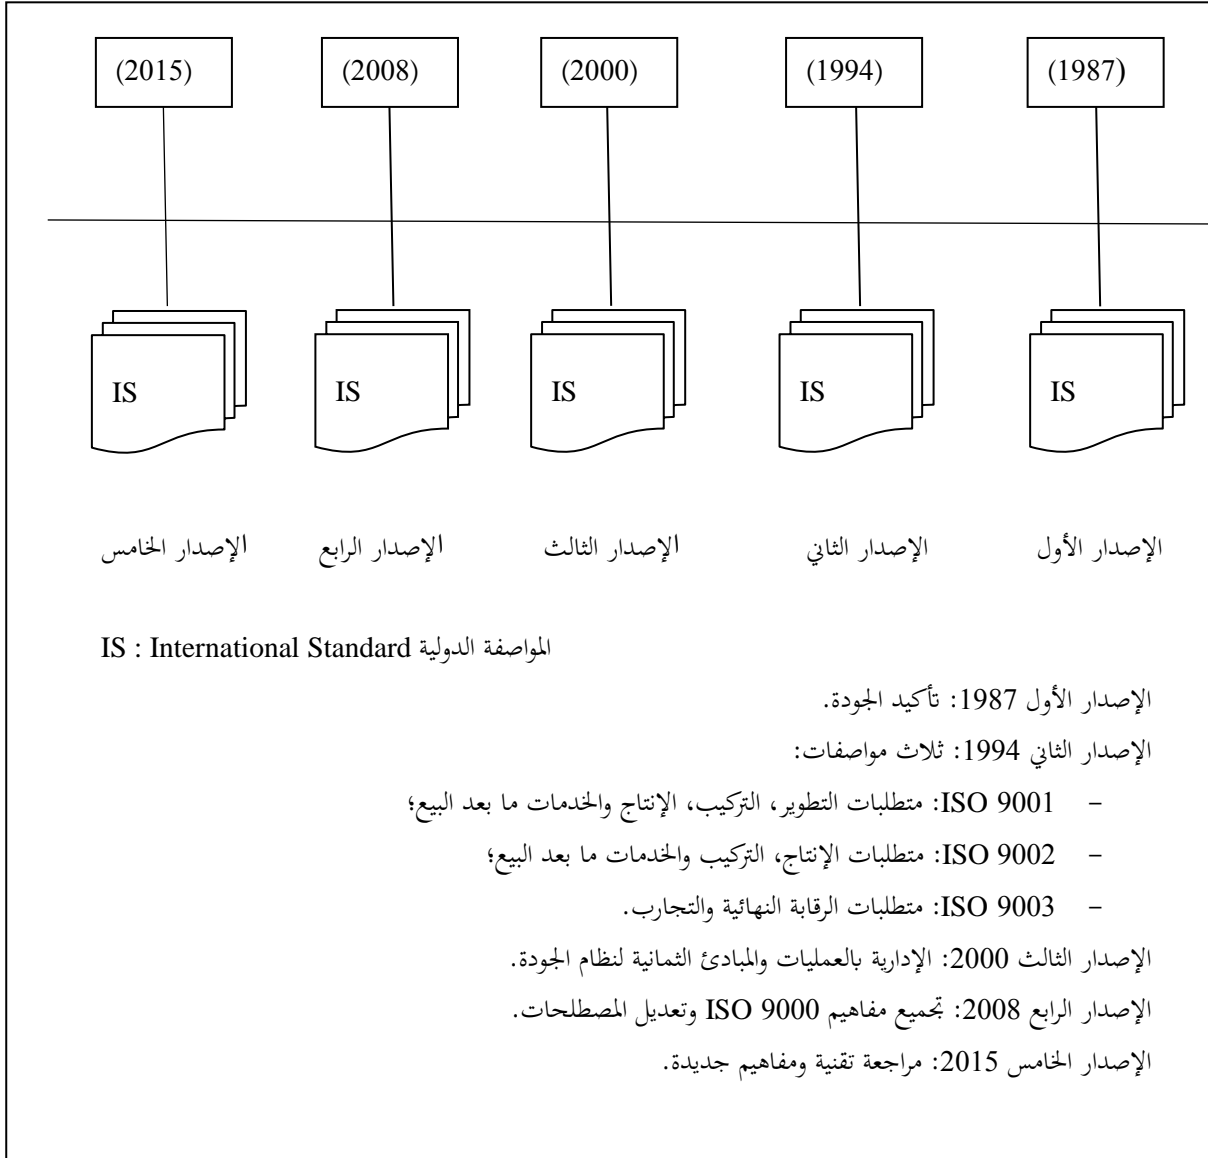 (1987) (1994) (2000) (2008) (2015)
IS IS IS IS IS
الإصدار الأول الإصدار الثاني الإصدار الثالث الإصدار الرابع الإصدار الخامس
IS : International Standard المواصفة الدولية
الإصدار الأول 1987: تأكيد الجودة.
الإصدار الثاني 1994: ثلاث مواصفات:
– ISO 9001: متطلبات التطوير، التركيب، الإنتاج والخدمات ما بعد البيع؛
– ISO 9002: متطلبات الإنتاج، التركيب والخدمات ما بعد البيع؛
– ISO 9003: متطلبات الرقابة النهائية والتجارب.
الإصدار الثالث 2000: الإدارية بالعمليات والمبادئ الثمانية لنظام الجودة.
الإصدار الرابع 2008: تجميع مفاهيم ISO 9000 وتعديل المصطلحات.
الإصدار الخامس 2015: مراجعة تقنية ومفاهيم جديدة.